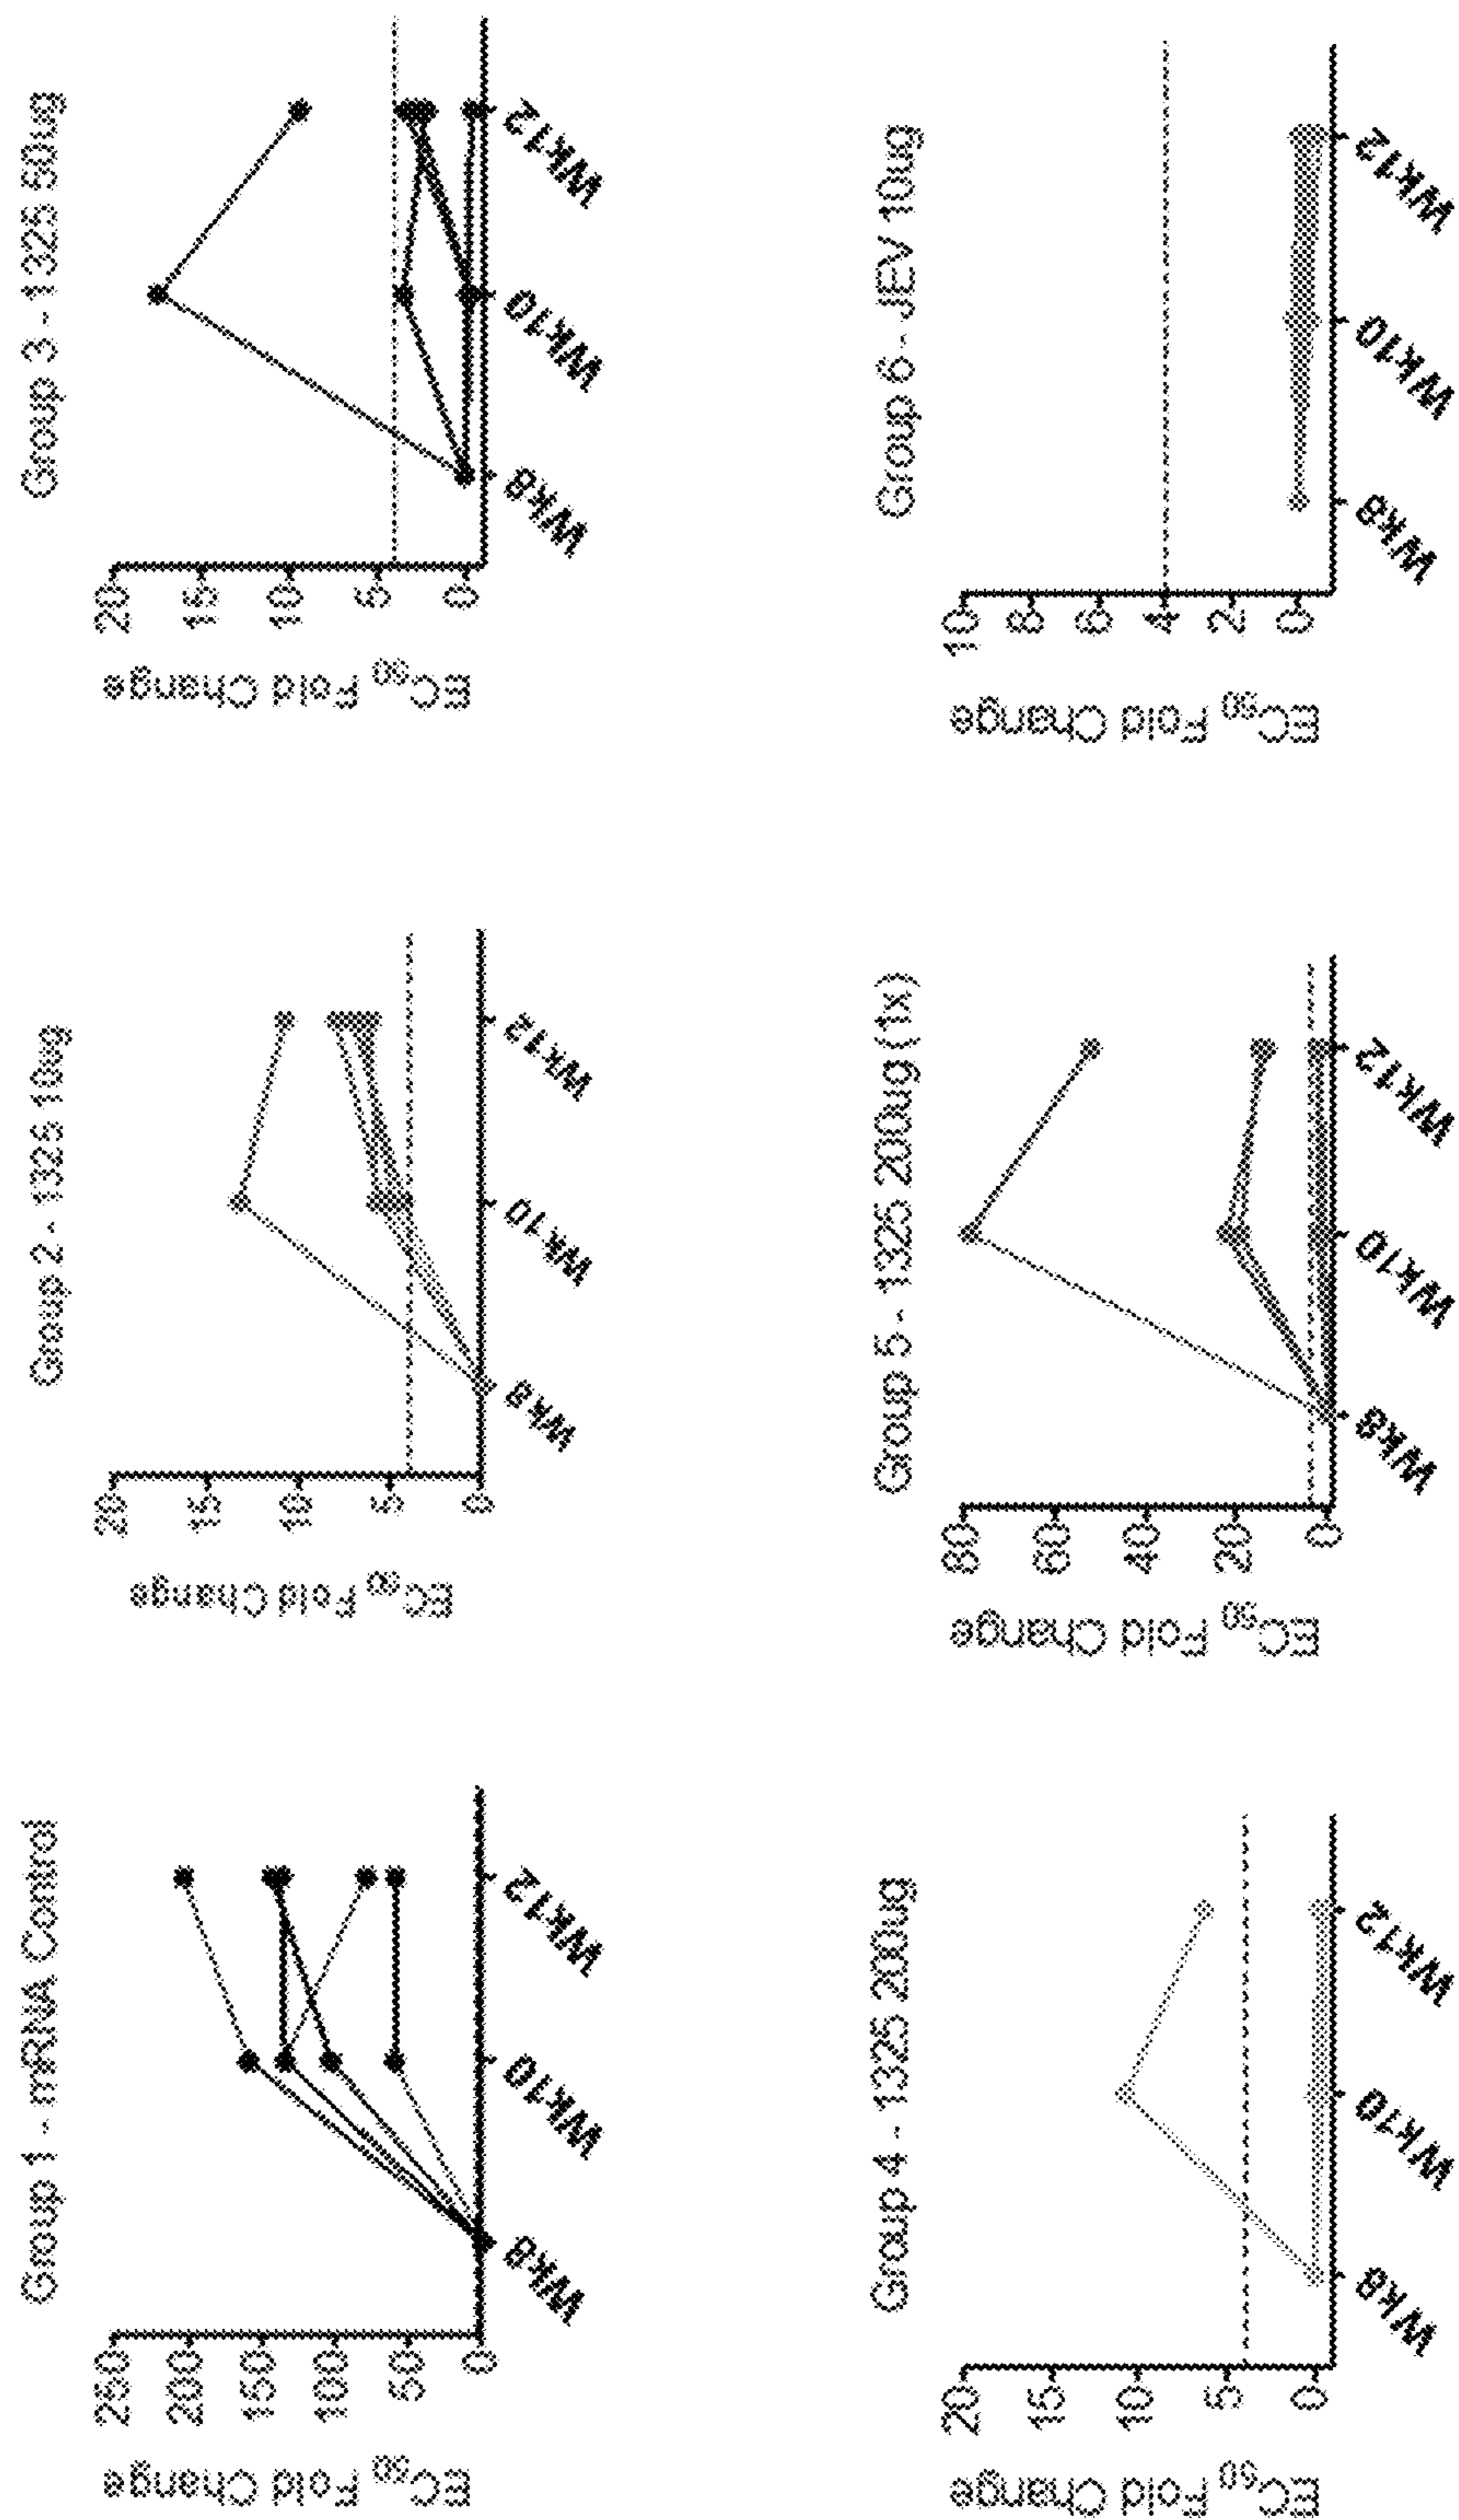 Group 1 - mRNA Control
EC₅₀ Fold Change
250
200
150
100
50
0
Wk8
Wk10
Wk12
Group 2 - 1325 10ug
EC₅₀ Fold Change
20
15
10
5
0
Wk8
Wk10
Wk12
Group 3 - 1325 50ug
EC₅₀ Fold Change
20
15
10
5
0
Wk8
Wk10
Wk12
Group 4 - 1325 200ug
EC₅₀ Fold Change
20
15
10
5
0
Wk8
Wk10
Wk12
Group 5 - 1325 200ug (1x)
EC₅₀ Fold Change
80
60
40
20
0
Wk8
Wk10
Wk12
Group 6 - JEV 10ug
EC₅₀ Fold Change
10
8
6
4
2
0
Wk8
Wk10
Wk12